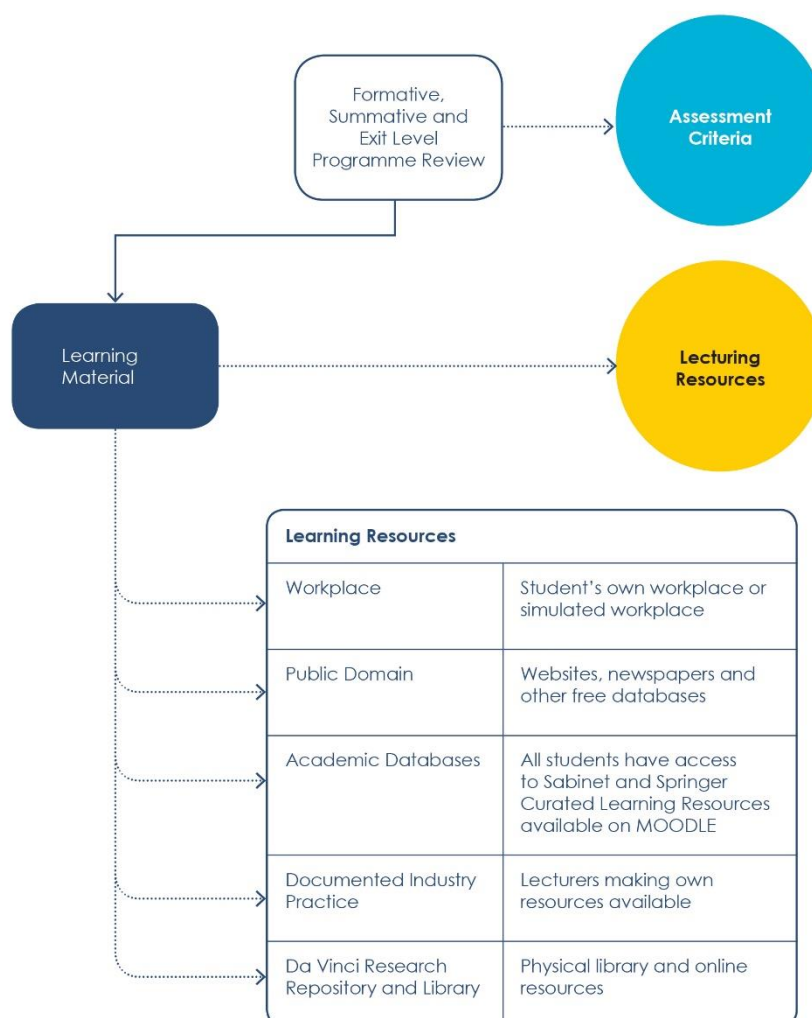 Formative,
Summative and
Exit Level
Programme Review
Assessment
Criteria
Learning
Material
Lecturing
Resources
Learning Resources
Workplace
Student’s own workplace or
simulated workplace
Public Domain
Websites, newspapers and
other free databases
Academic Databases
All students have access
to Sabinet and Springer
Curated Learning Resources
available on MOODLE
Documented Industry
Practice
Lecturers making own
resources available
Da Vinci Research
Repository and Library
Physical library and online
resources